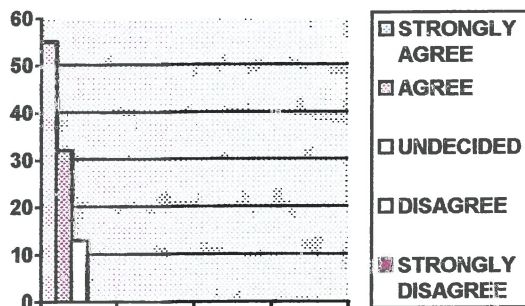 60
50
40
30
20
10
0
STRONGLY
AGREE
AGREE
UNDECIDED
DISAGREE
STRONGLY
DISAGREE